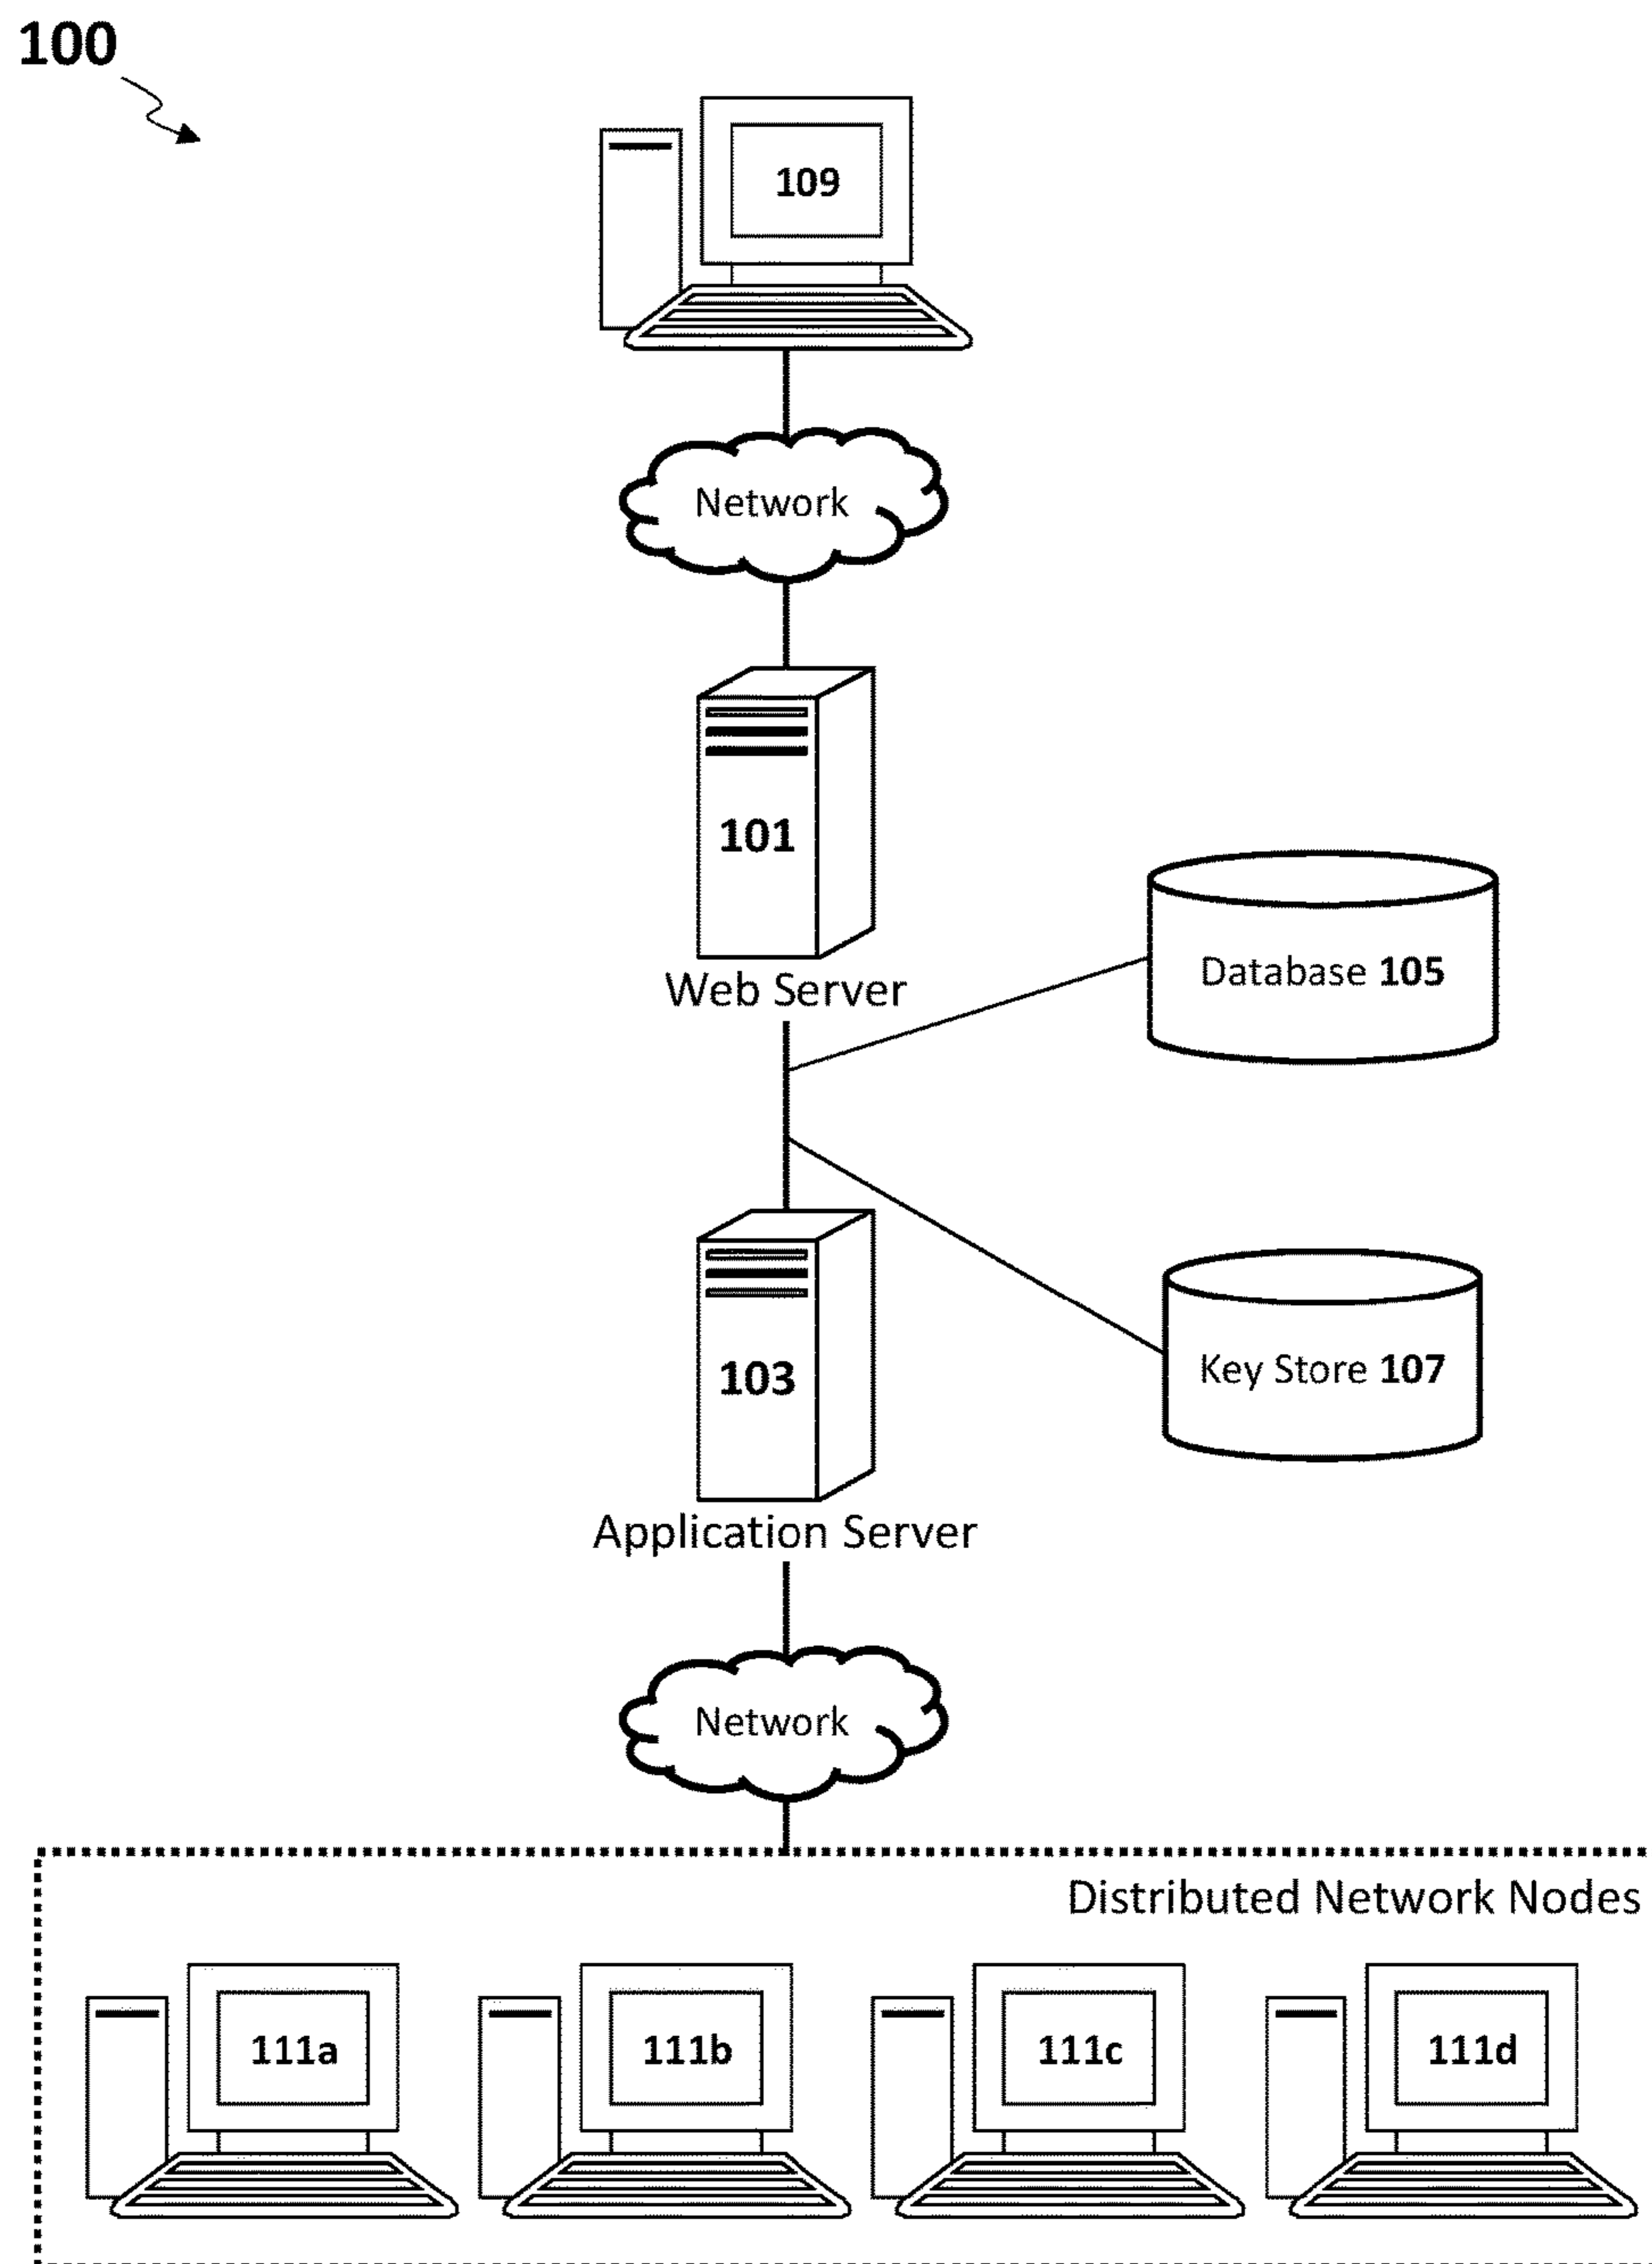 100
109
Network
101
Web Server
Database 105
103
Key Store 107
Application Server
Network
Distributed Network Nodes
111a
111b
111c
111d